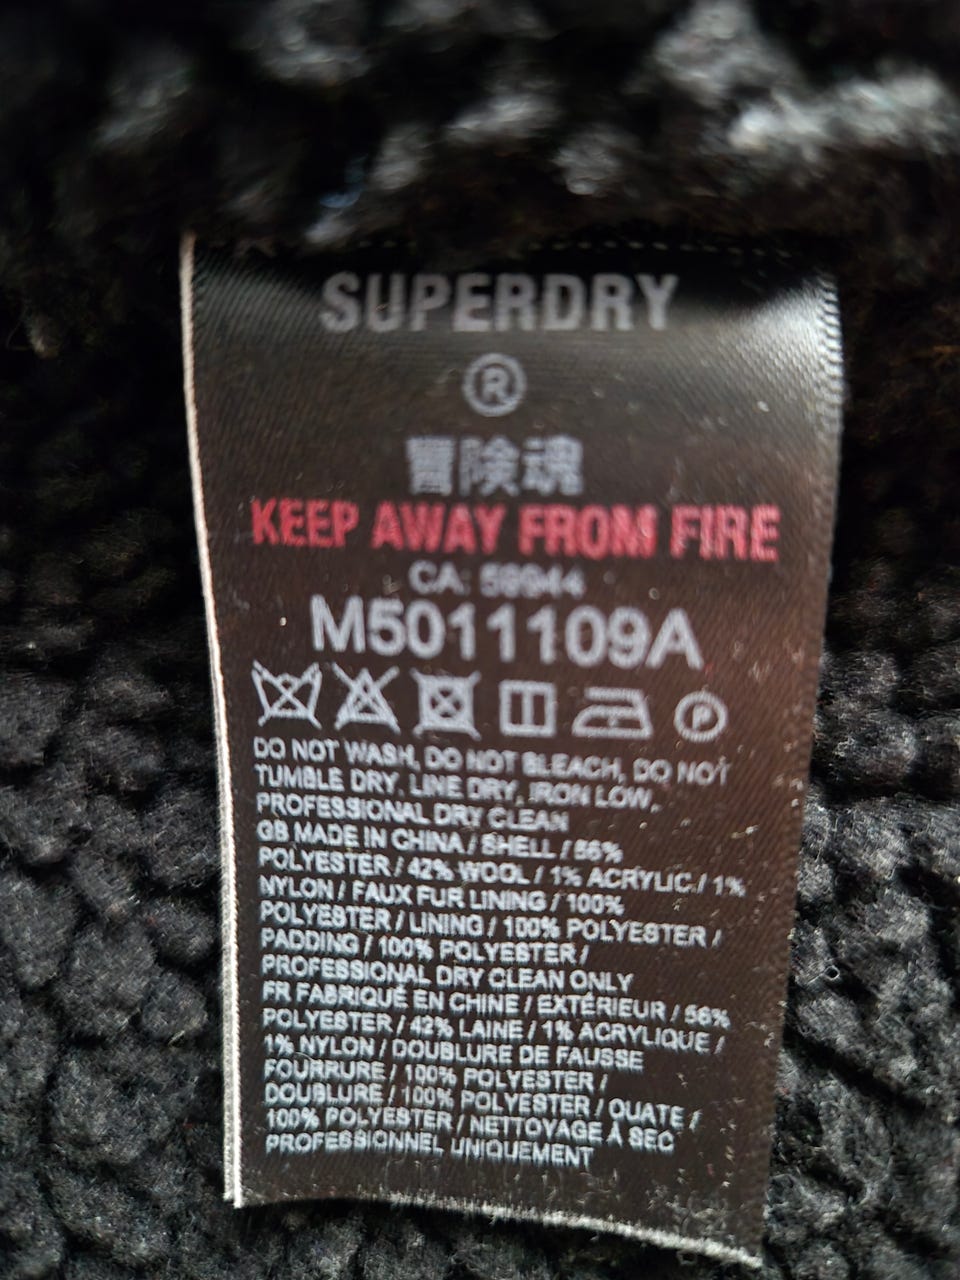 SUPERDRY
®
冒険魂
KEEP AWAY FROM FIRE
CA: 59944
M5011109A
P
DO NOT WASH, DO NOT BLEACH, DO NOT
TUMBLE DRY, LINE DRY, IRON LOW,
PROFESSIONAL DRY CLEAN
GB MADE IN CHINA / SHELL / 56%
POLYESTER / 42% WOOL / 1% ACRYLIC / 1%
NYLON / FAUX FUR LINING / 100%
POLYESTER / LINING / 100% POLYESTER /
PADDING / 100% POLYESTER /
PROFESSIONAL DRY CLEAN ONLY
FR FABRIQUÉ EN CHINE / EXTÉRIEUR / 56%
POLYESTER / 42% LAINE / 1% ACRYLIQUE /
1% NYLON / DOUBLURE DE FAUSSE
FOURRURE / 100% POLYESTER /
DOUBLURE / 100% POLYESTER / OUATE /
100% POLYESTER / NETTOYAGE À SEC
PROFESSIONNEL UNIQUEMENT